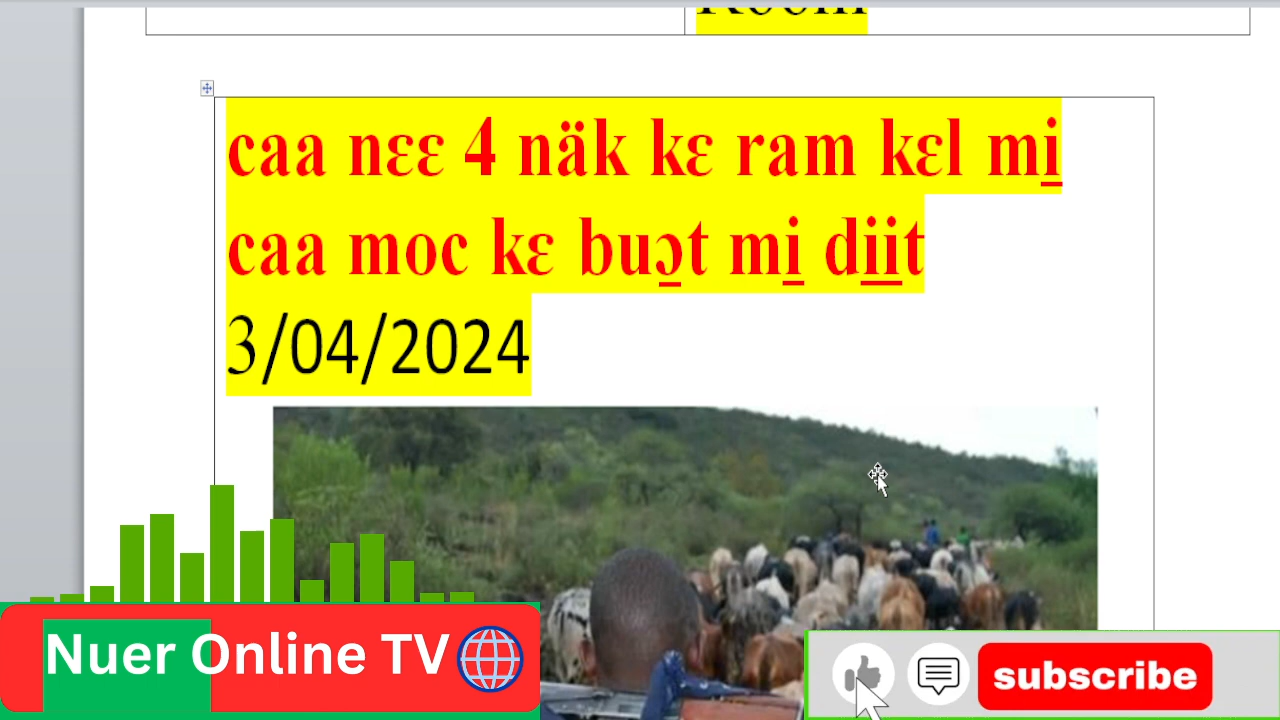 caa nɛɛ 4 näk kɛ ram kɛl mi̱
caa moc kɛ buɔ̱t mi̱ di̱i̱t
3/04/2024
Nuer Online TV
subscribe